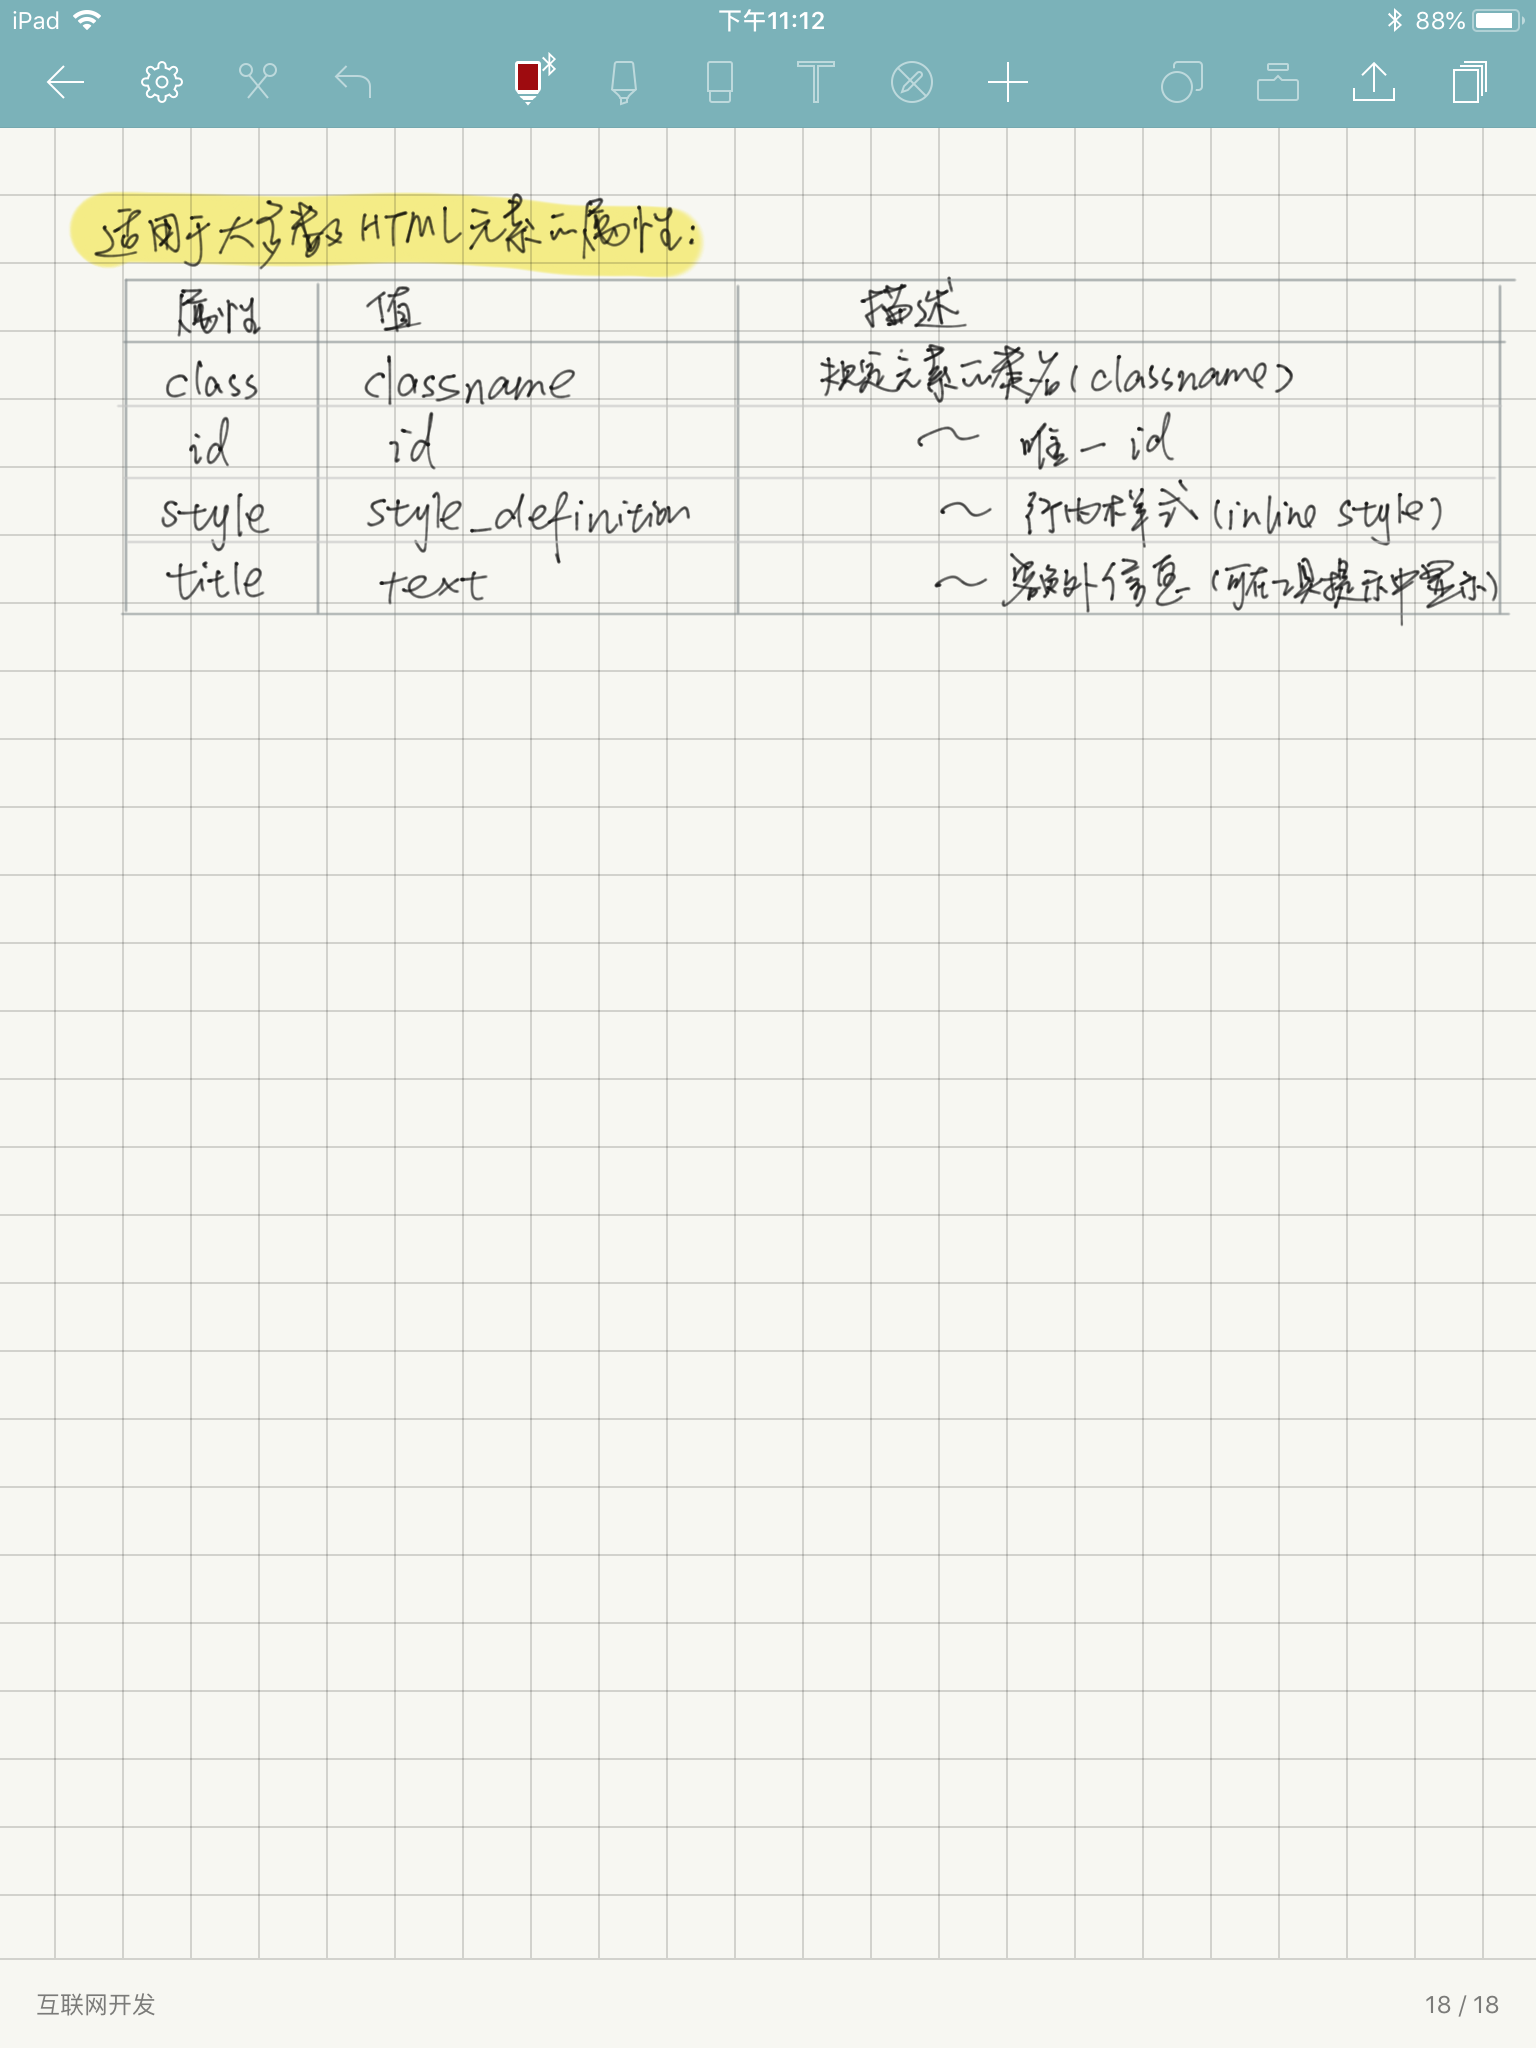 iPad 下午11:12 88%
适用于大多数HTML元素的属性:
属性 值 描述
class classname 规定元素的类名(classname)
id id ~ 唯一id
style style_definition ~ 行内样式(inline style)
title text ~ 额外信息(可在工具提示中显示)
互联网开发 18 / 18